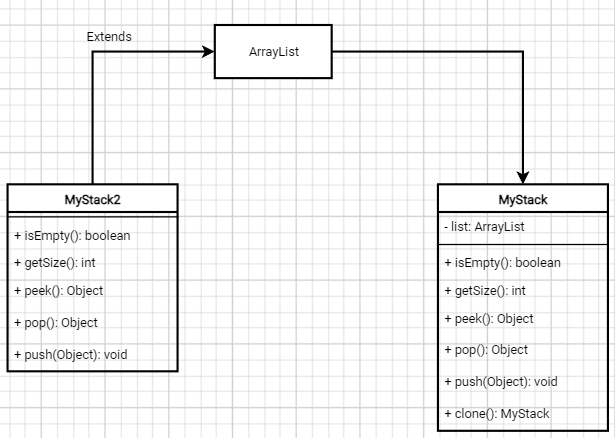 Extends
ArrayList
MyStack2
+ isEmpty(): boolean
+ getSize(): int
+ peek(): Object
+ pop(): Object
+ push(Object): void
MyStack
- list: ArrayList
+ isEmpty(): boolean
+ getSize(): int
+ peek(): Object
+ pop(): Object
+ push(Object): void
+ clone(): MyStack